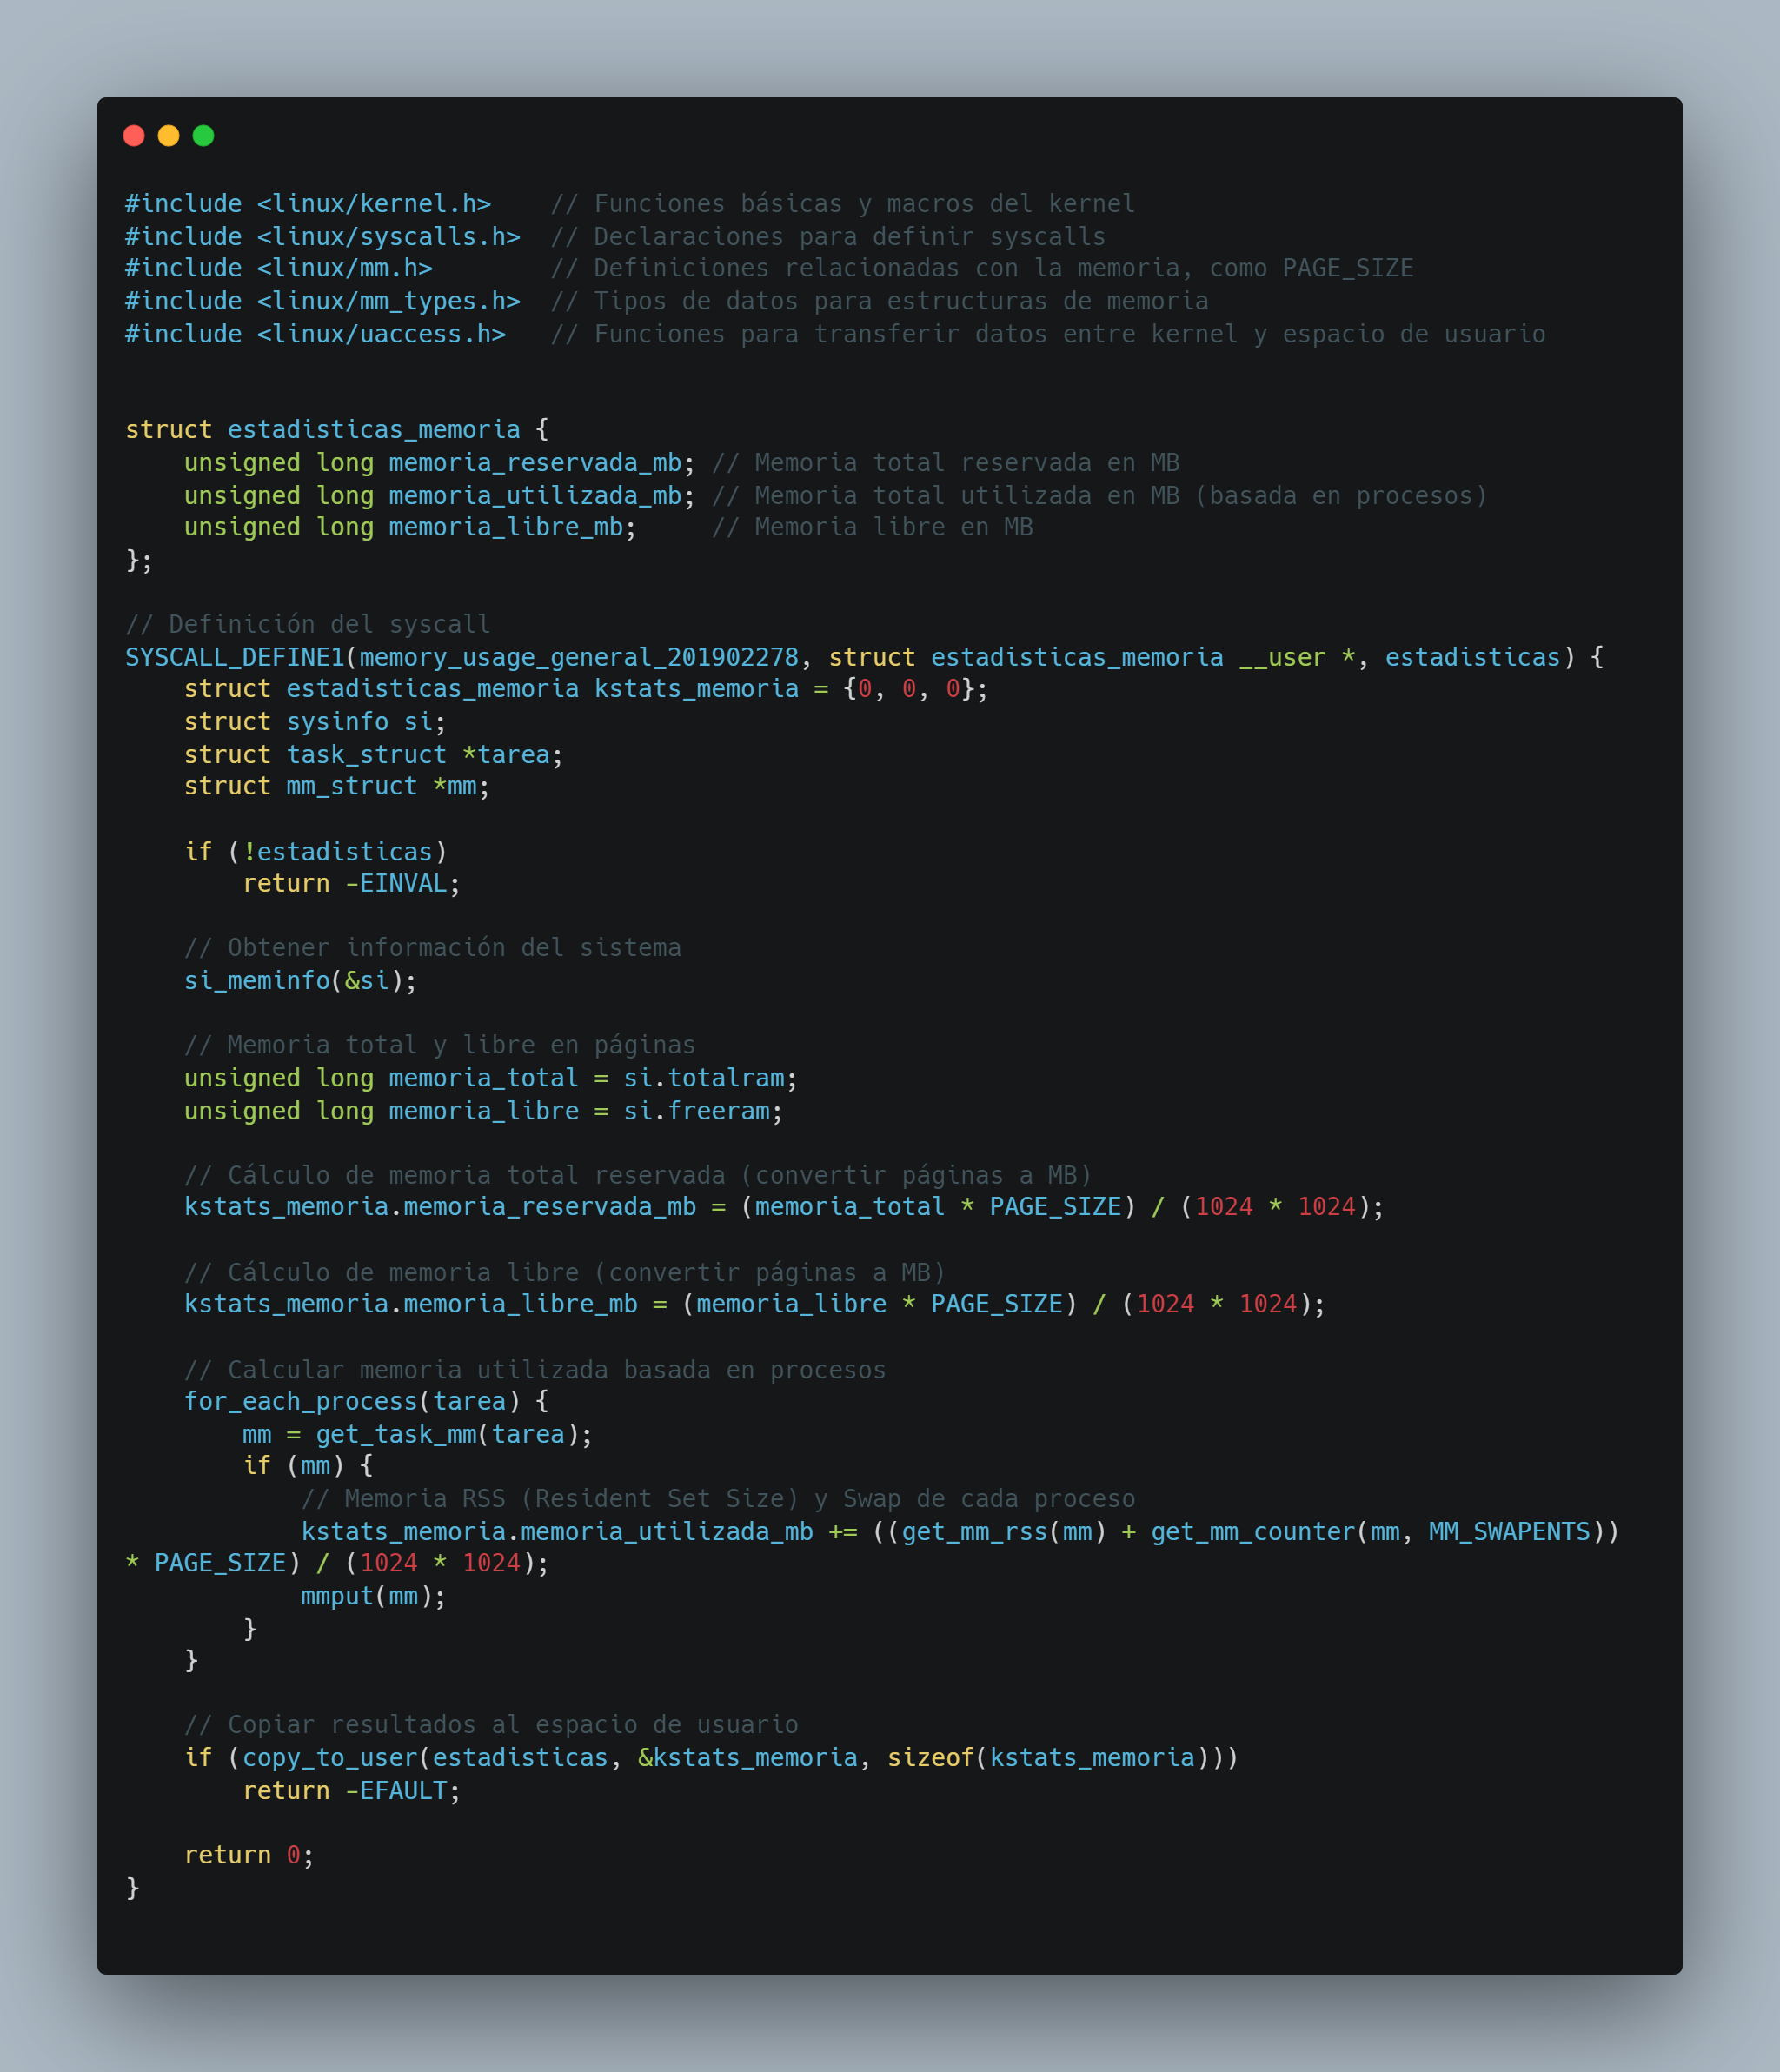 #include <linux/kernel.h>    // Funciones básicas y macros del kernel
#include <linux/syscalls.h>  // Declaraciones para definir syscalls
#include <linux/mm.h>        // Definiciones relacionadas con la memoria, como PAGE_SIZE
#include <linux/mm_types.h>  // Tipos de datos para estructuras de memoria
#include <linux/uaccess.h>   // Funciones para transferir datos entre kernel y espacio de usuario


struct estadisticas_memoria {
    unsigned long memoria_reservada_mb; // Memoria total reservada en MB
    unsigned long memoria_utilizada_mb; // Memoria total utilizada en MB (basada en procesos)
    unsigned long memoria_libre_mb;     // Memoria libre en MB
};

// Definición del syscall
SYSCALL_DEFINE1(memory_usage_general_201902278, struct estadisticas_memoria __user *, estadisticas) {
    struct estadisticas_memoria kstats_memoria = {0, 0, 0};
    struct sysinfo si;
    struct task_struct *tarea;
    struct mm_struct *mm;

    if (!estadisticas)
        return -EINVAL;

    // Obtener información del sistema
    si_meminfo(&si);

    // Memoria total y libre en páginas
    unsigned long memoria_total = si.totalram;
    unsigned long memoria_libre = si.freeram;

    // Cálculo de memoria total reservada (convertir páginas a MB)
    kstats_memoria.memoria_reservada_mb = (memoria_total * PAGE_SIZE) / (1024 * 1024);

    // Cálculo de memoria libre (convertir páginas a MB)
    kstats_memoria.memoria_libre_mb = (memoria_libre * PAGE_SIZE) / (1024 * 1024);

    // Calcular memoria utilizada basada en procesos
    for_each_process(tarea) {
        mm = get_task_mm(tarea);
        if (mm) {
            // Memoria RSS (Resident Set Size) y Swap de cada proceso
            kstats_memoria.memoria_utilizada_mb += ((get_mm_rss(mm) + get_mm_counter(mm, MM_SWAPENTS))
* PAGE_SIZE) / (1024 * 1024);
            mmput(mm);
        }
    }

    // Copiar resultados al espacio de usuario
    if (copy_to_user(estadisticas, &kstats_memoria, sizeof(kstats_memoria)))
        return -EFAULT;

    return 0;
}